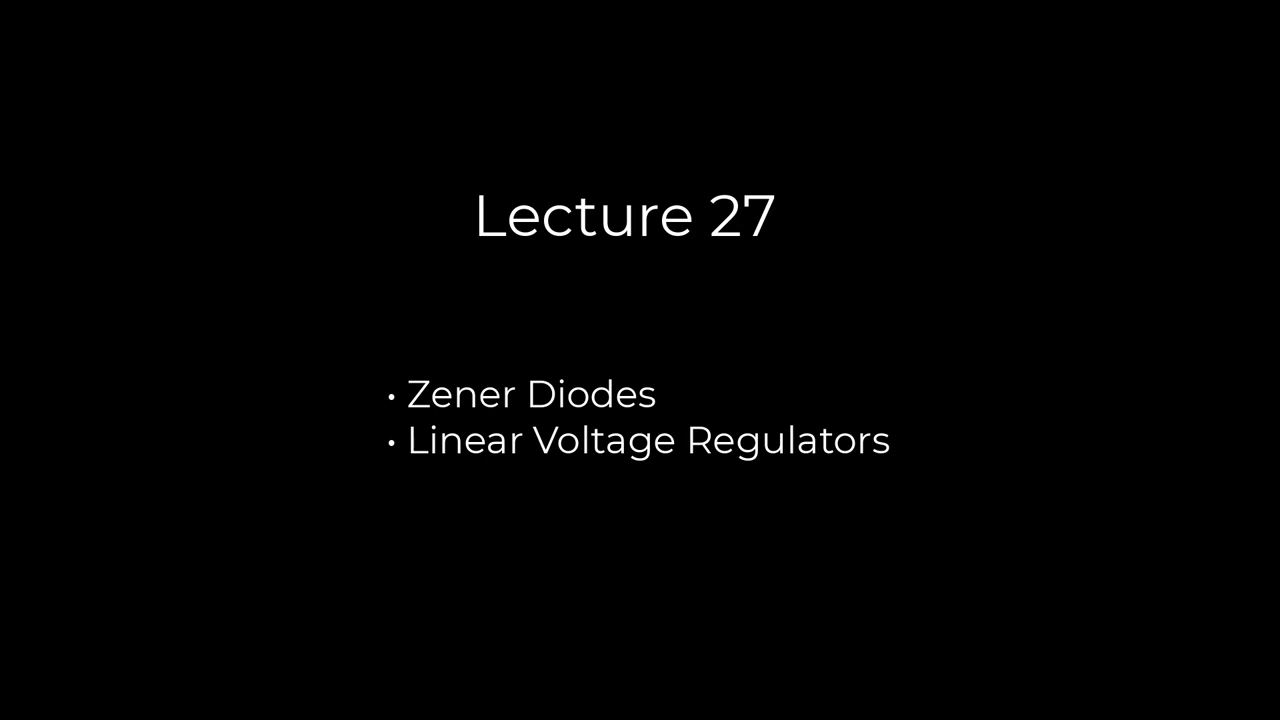 Lecture 27
• Zener Diodes
• Linear Voltage Regulators